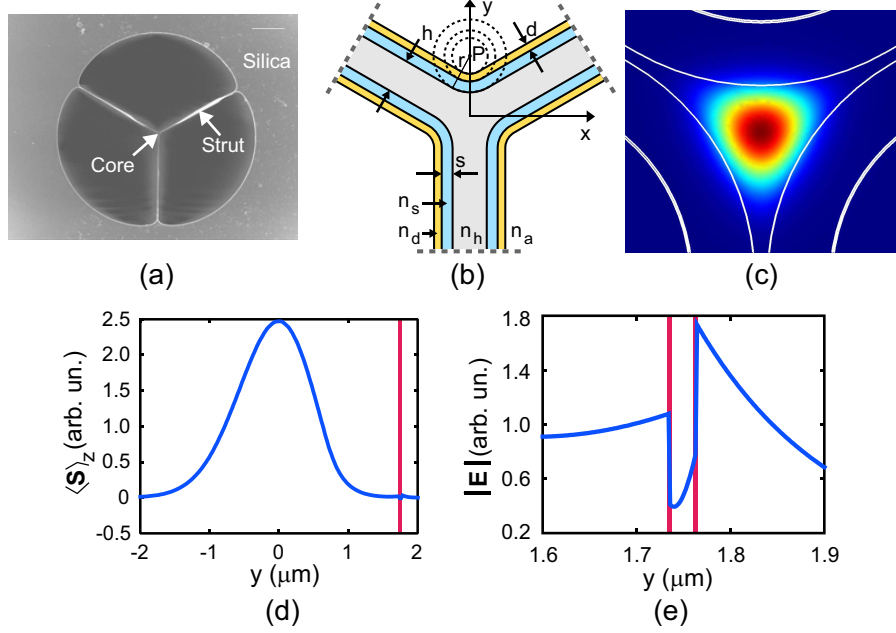 Silica
Core
Strut
(a)
y
h
d
P
r
x
s
n_s
n_d
n_h
n_a
(b)
(c)
⟨S⟩_z (arb. un.)
2.5
2.0
1.5
1.0
0.5
0
-0.5
-2
-1
0
1
2
y (μm)
(d)
|E| (arb. un.)
1.8
1.4
1.0
0.6
0.2
1.6
1.7
1.8
1.9
y (μm)
(e)